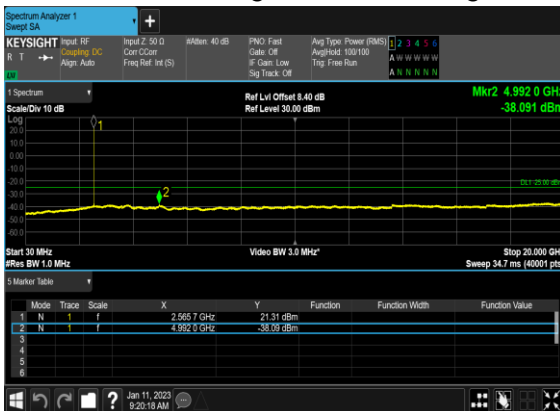 Spectrum Analyzer 1
Swept SA
+
KEYSIGHT Input: RF Input Z: 50 Ω #Atten: 40 dB PNO: Fast Avg Type: Power (RMS) 1 2 3 4 5 6
R T Coupling: DC Corr CCorr Gate: Off Avg|Hold: 100/100 A W W W W W
Align: Auto Freq Ref: Int (S) IF Gain: Low Trig: Free Run
Sig Track: Off A N N N N N
1 Spectrum Ref Lvl Offset 8.40 dB Mkr2 4.992 0 GHz
Scale/Div 10 dB Ref Level 30.00 dBm -38.091 dBm
Log
20.0
10.0
0.00
-10.0
-20.0
-30.0
-40.0
-50.0
-60.0
1
2
DL1 -25.00 dBm
Start 30 MHz Video BW 3.0 MHz* Stop 20.000 GHz
#Res BW 1.0 MHz Sweep 34.7 ms (40001 pts)
5 Marker Table
Mode Trace Scale X Y Function Function Width Function Value
1 N 1 f 2.565 7 GHz 21.31 dBm
2 N 1 f 4.992 0 GHz -38.09 dBm
3
4
5
6
? Jan 11, 2023
9:20:18 AM